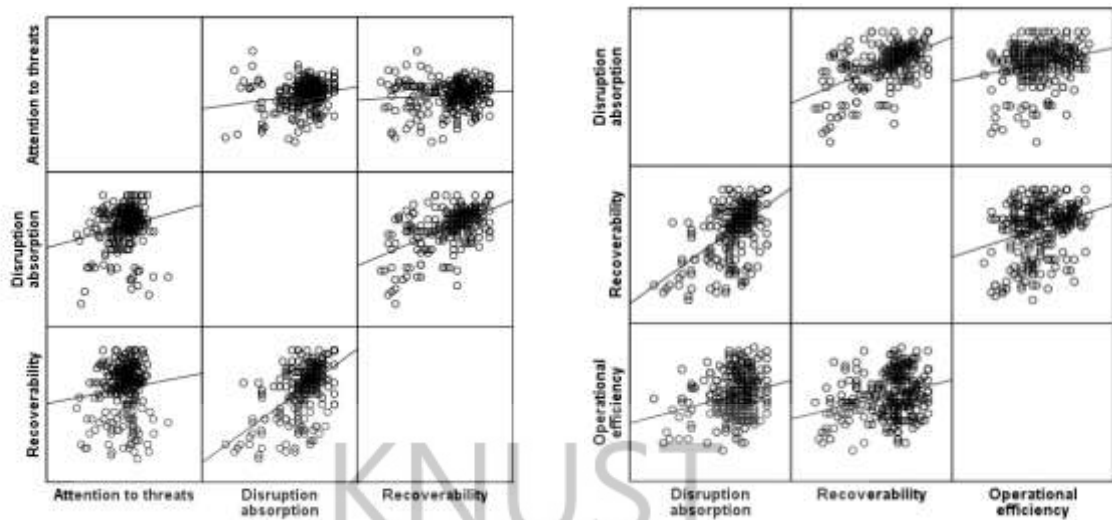 Attention to threats
Disruption
absorption
Recoverability
Attention to threats
Disruption
absorption
Recoverability
Disruption
absorption
Recoverability
Operational
efficiency
Disruption
absorption
Recoverability
Operational
efficiency
KNUST